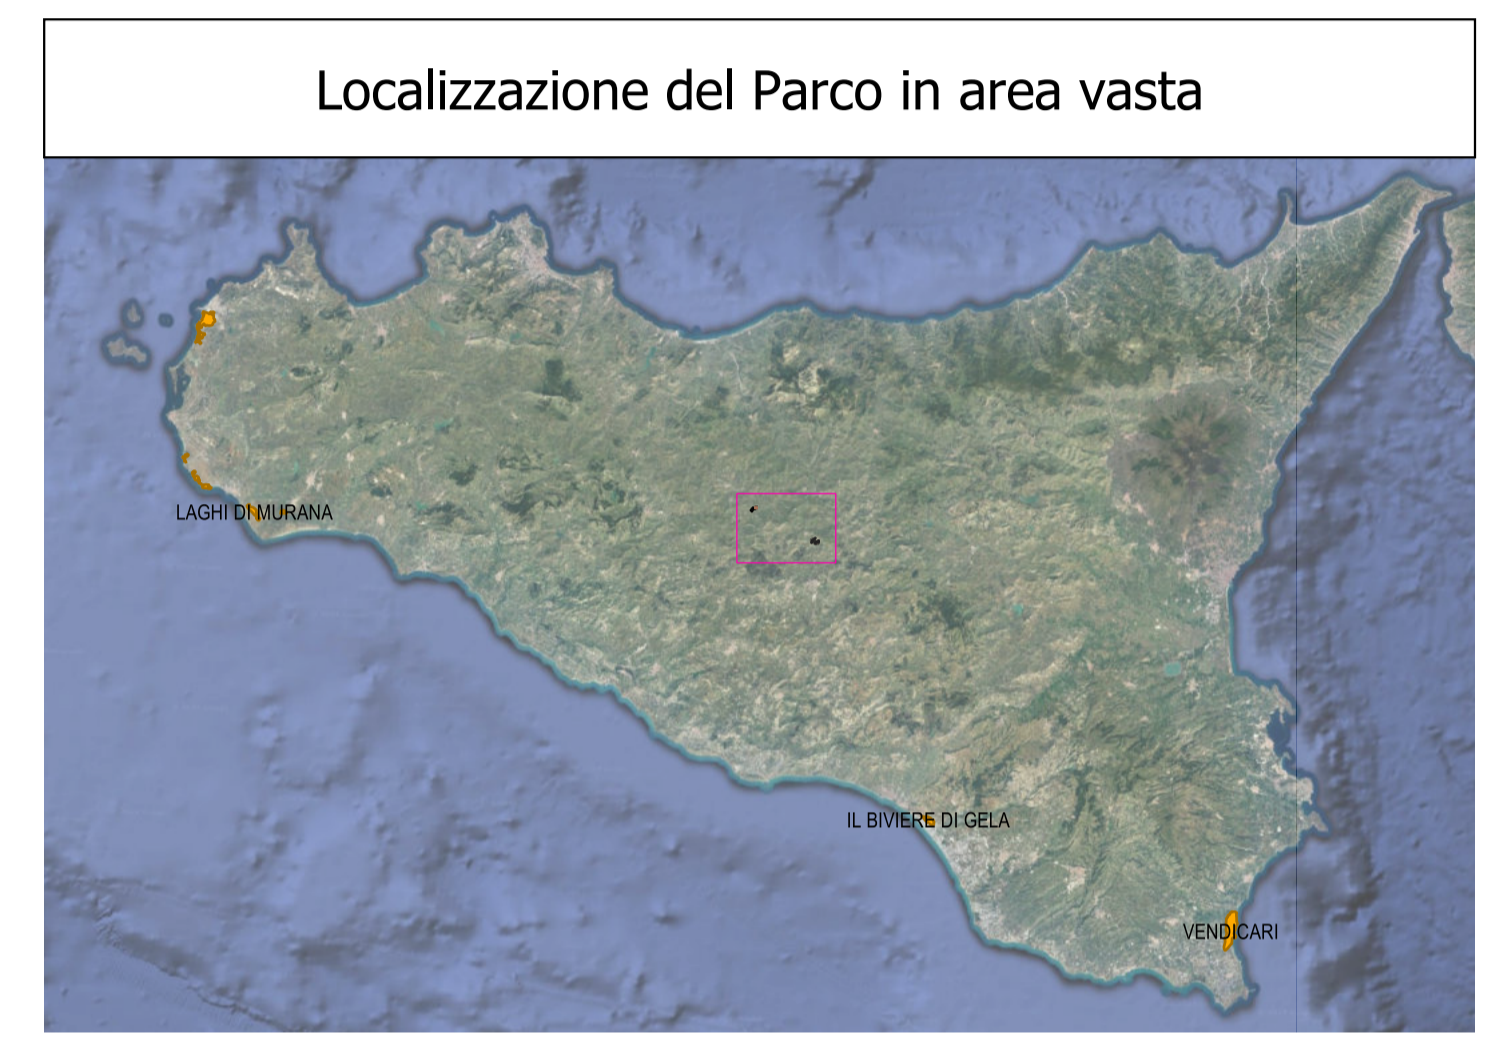 Localizzazione del Parco in area vasta
LAGHI DI MURANA
IL BIVIERE DI GELA
VENDICARI